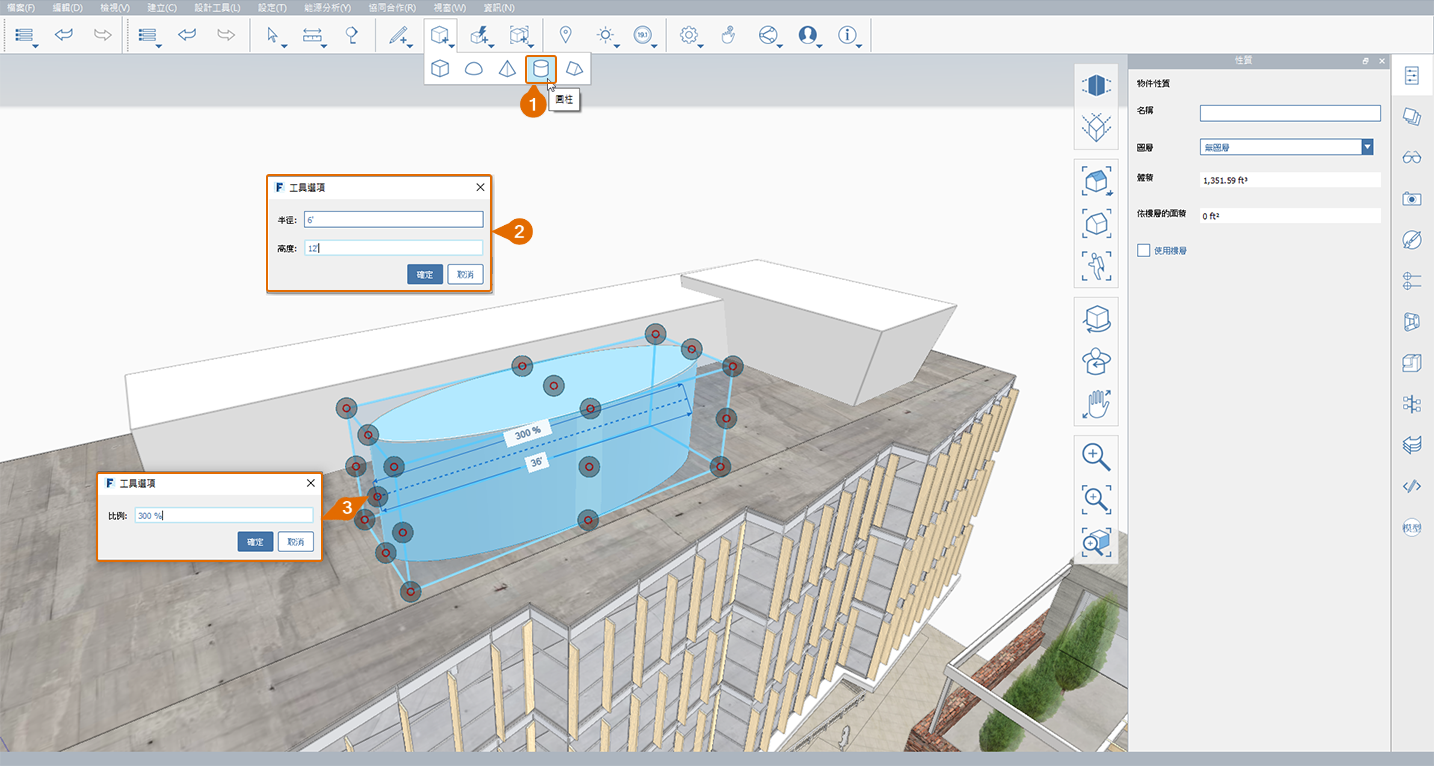 檔案(F) 編輯(D) 檢視(V) 建立(C) 設計工具(L) 設定(T) 能源分析(Y) 協同合作(R) 視窗(W) 資訊(N)
19.1
1
圓柱
性質
物件性質
名稱
圖層 無圖層
體積 1,351.59 ft³
依樓層的面積 0 ft²
使用樓層
F 工具選項
半徑: 6'
高度: 12'
確定 取消
2
300 %
36'
F 工具選項
比例: 300 %
確定 取消
3
模型